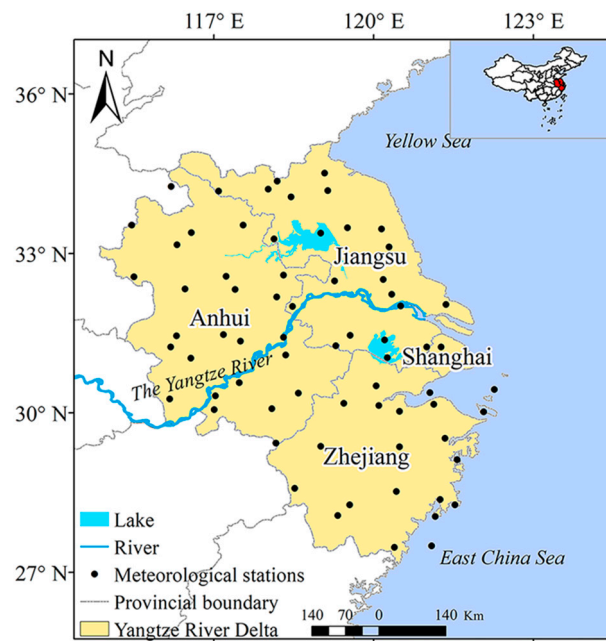 117° E
120° E
123° E
N
36° N
Yellow Sea
33° N
Jiangsu
Anhui
Shanghai
The Yangtze River
30° N
Zhejiang
Lake
River
Meteorological stations
East China Sea
27° N
Provincial boundary
140 70 0 140 Km
Yangtze River Delta